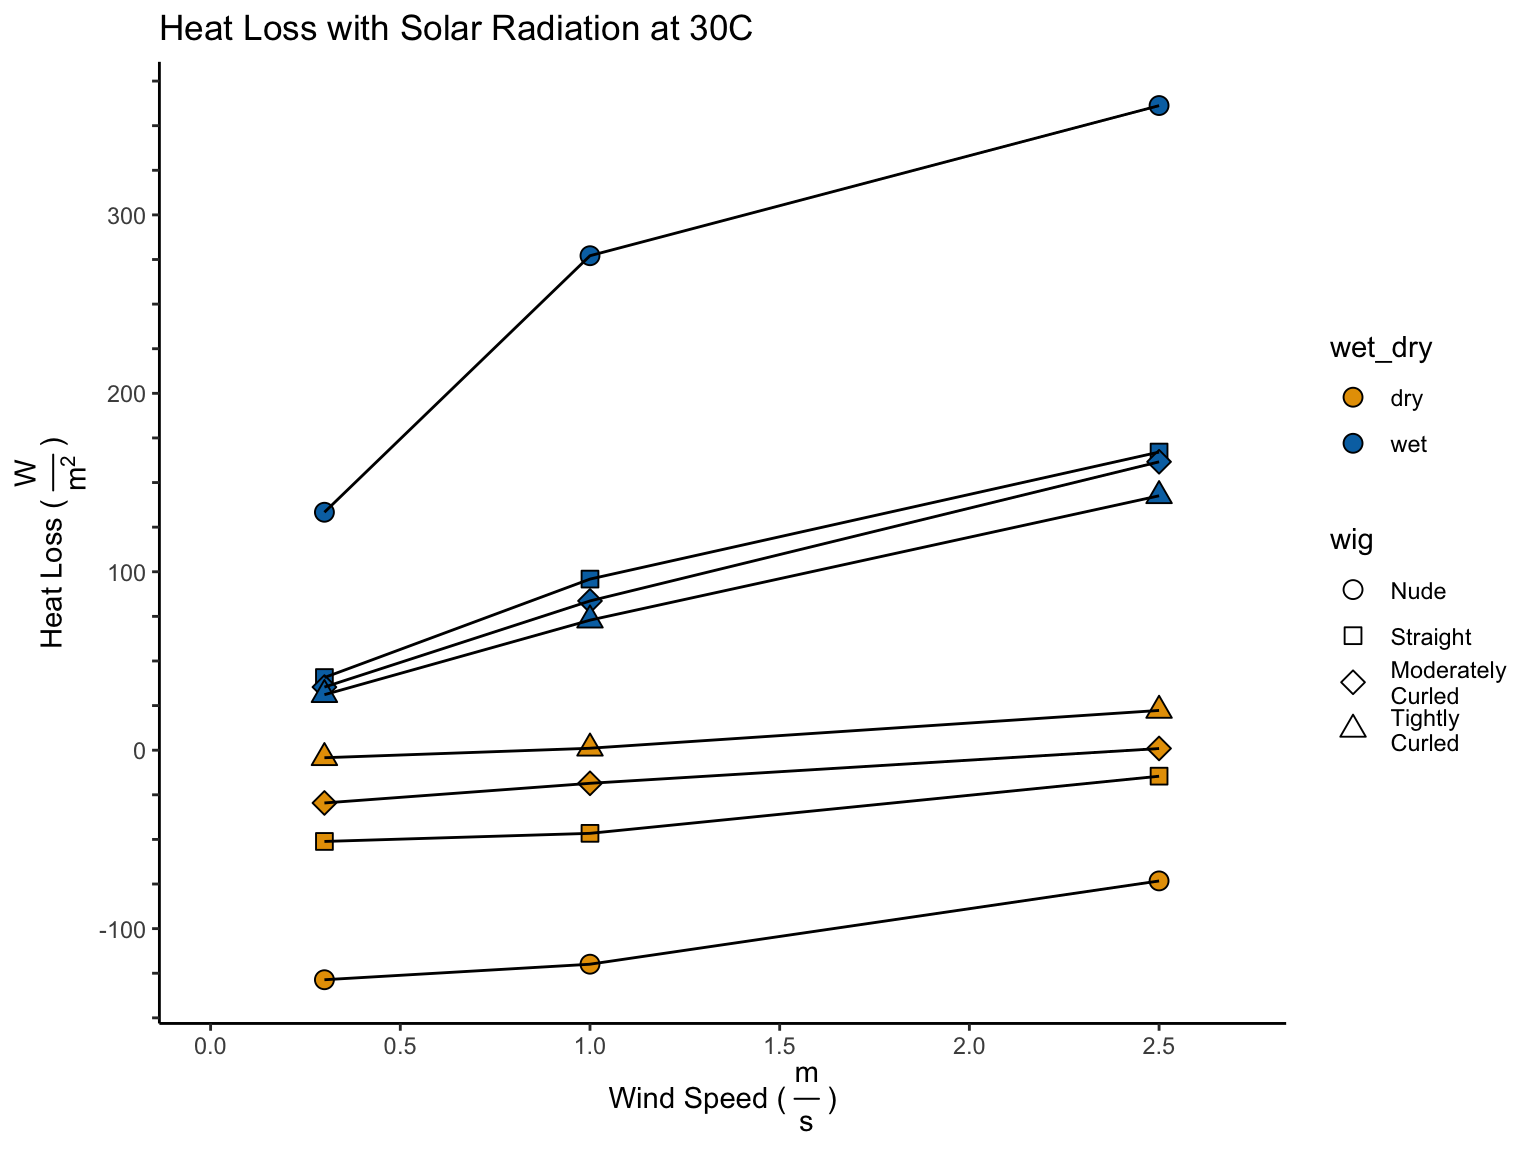 Heat Loss with Solar Radiation at 30C
Heat Loss (W/m²)
300
200
100
0
-100
0.0 0.5 1.0 1.5 2.0 2.5
Wind Speed (m/s)
wet_dry
dry
wet
wig
Nude
Straight
Moderately
Curled
Tightly
Curled